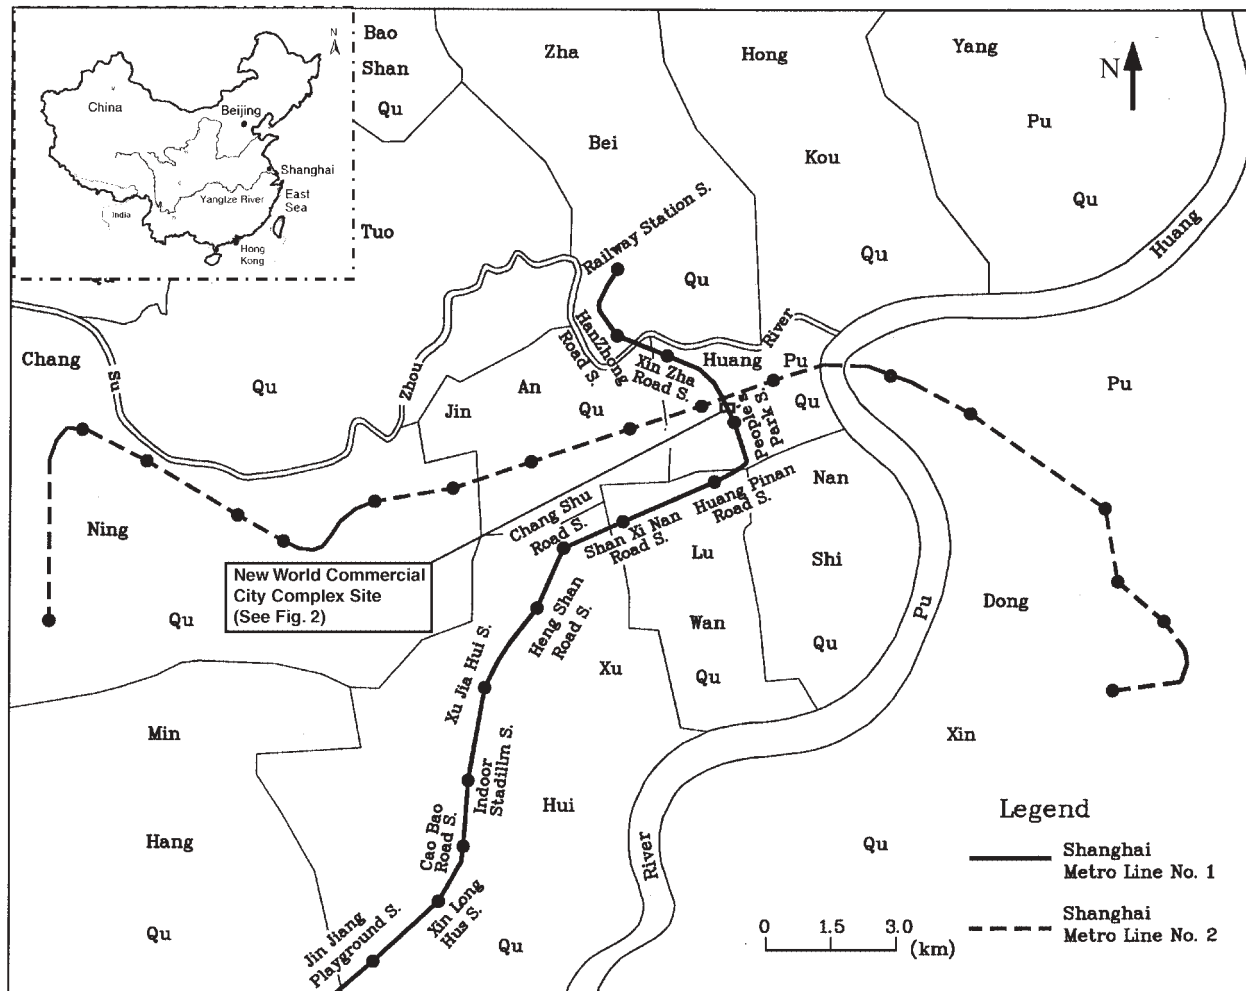 N
China
Beijing
Shanghai
East
Sea
Yangtze River
India
Hong
Kong
Bao
Shan
Qu
Zha
Bei
Qu
Hong
Kou
Qu
Yang
Pu
Qu
N
Tuo
Huang
Pu
River
Railway Station S.
HanZhong
Road S.
Xin Zha
Road S.
People's
Park S.
Huang Pinan
Road S.
Shan Xi Nan
Road S.
Chang Shu
Road S.
Heng Shan
Road S.
Xu Jia Hui S.
Indoor
Stadillm S.
Cao Bao
Road S.
Xin Long
Hus S.
Jin Jiang
Playground S.
Su
Zhou
River
Chang
Ning
Qu
Qu
Jin
An
Qu
Huang
Pu
Qu
Nan
Shi
Qu
Lu
Wan
Qu
Pu
Dong
Xin
Qu
Xu
Hui
Qu
Min
Hang
Qu
New World Commercial
City Complex Site
(See Fig. 2)
Legend
Shanghai
Metro Line No. 1
Shanghai
Metro Line No. 2
0 1.5 3.0
(km)